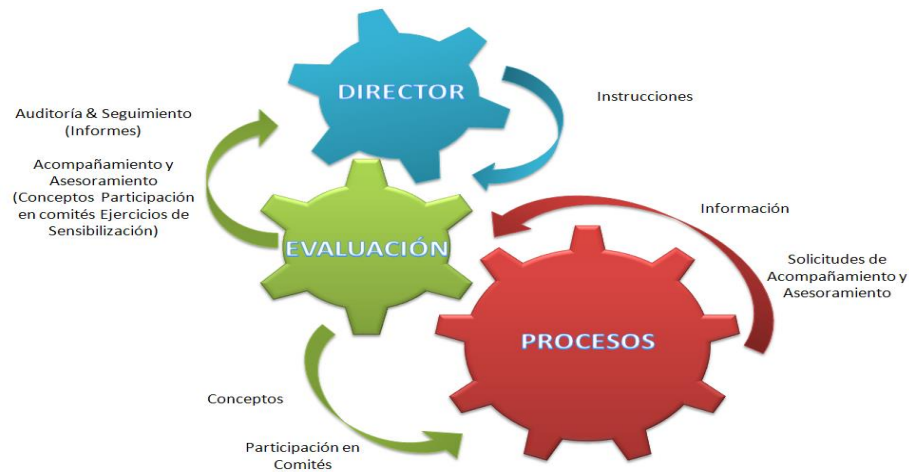 DIRECTOR
Instrucciones
Auditoría & Seguimiento
(Informes)
Acompañamiento y
Asesoramiento
(Conceptos Participación
en comités Ejercicios de
Sensibilización)
EVALUACIÓN
Información
Solicitudes de
Acompañamiento y
Asesoramiento
PROCESOS
Conceptos
Participación en
Comités